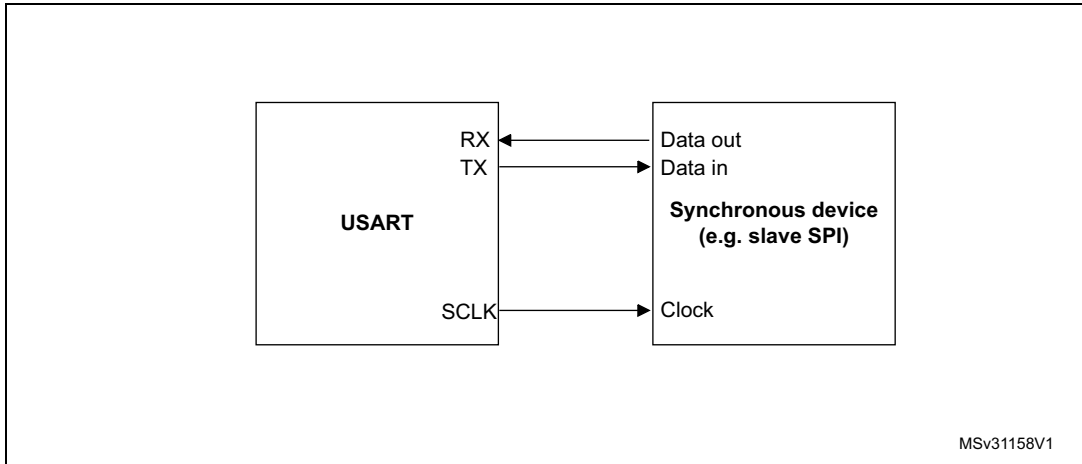 RX
TX
USART
SCLK
Data out
Data in
Synchronous device
(e.g. slave SPI)
Clock
MSv31158V1